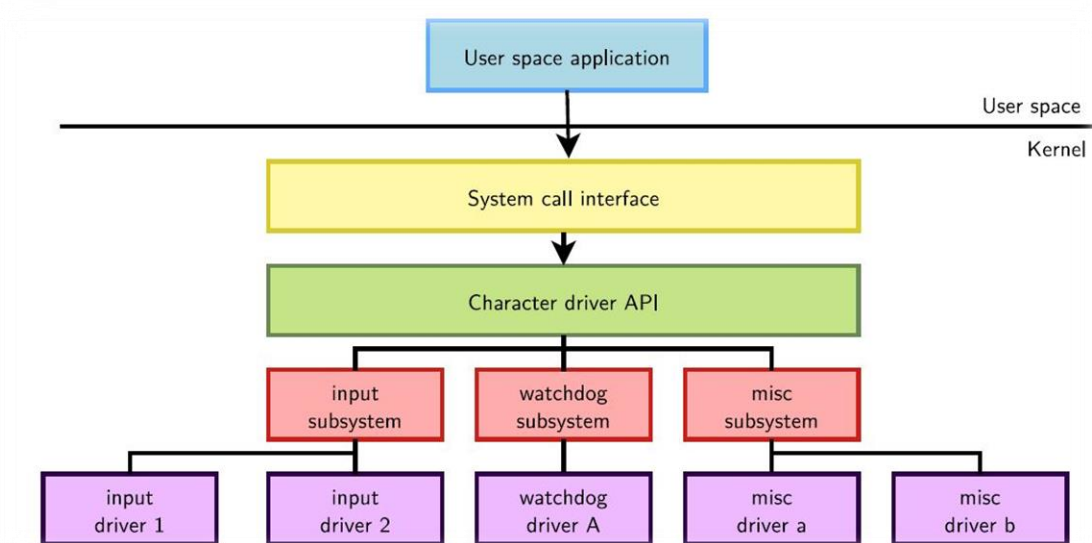 User space application
User space
Kernel
System call interface
Character driver API
input
subsystem
watchdog
subsystem
misc
subsystem
input
driver 1
input
driver 2
watchdog
driver A
misc
driver a
misc
driver b